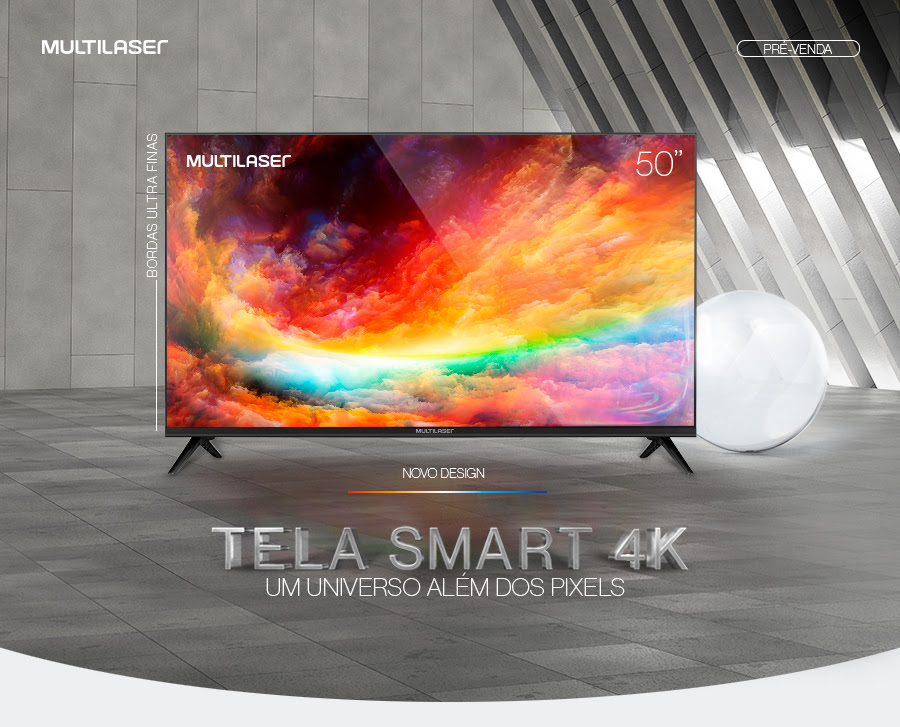 MULTILASER
PRÉ-VENDA
BORDAS ULTRA FINAS
MULTILASER
50”
MULTILASER
NOVO DESIGN
TELA SMART 4K
UM UNIVERSO ALÉM DOS PIXELS